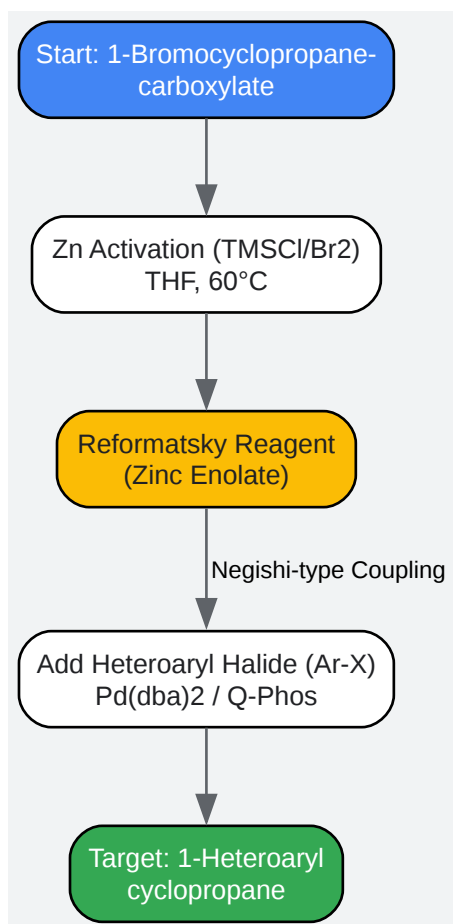 Start: 1-Bromocyclopropane-
carboxylate
Zn Activation (TMSCl/Br2)
THF, 60°C
Reformatsky Reagent
(Zinc Enolate)
Negishi-type Coupling
Add Heteroaryl Halide (Ar-X)
Pd(dba)2 / Q-Phos
Target: 1-Heteroaryl
cyclopropane